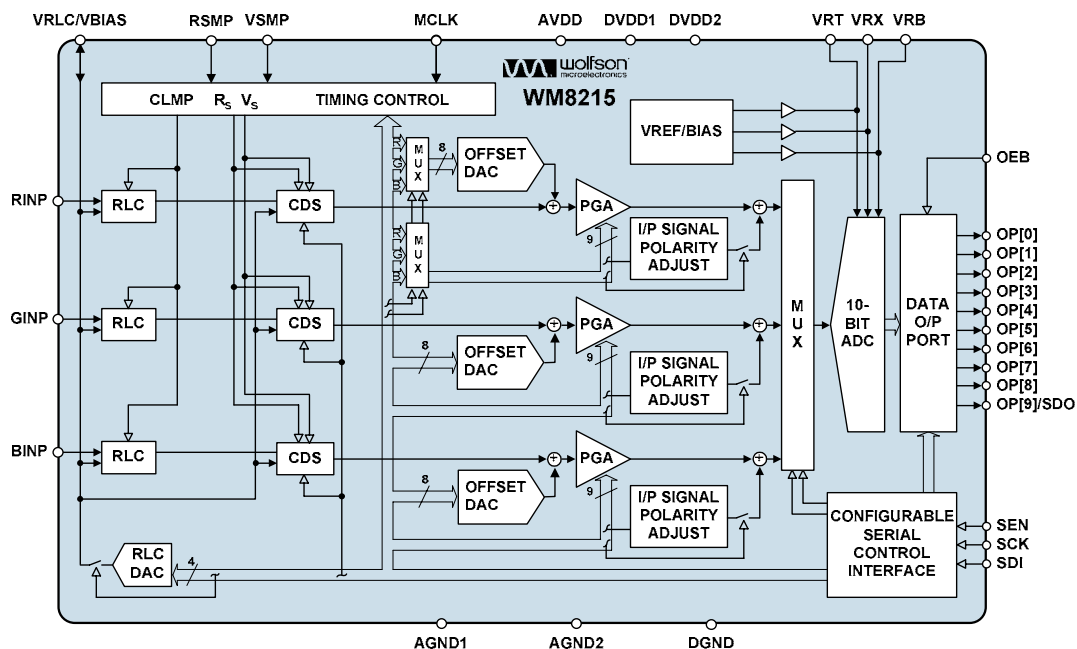 VRLC/VBIAS RSMP VSMP MCLK AVDD DVDD1 DVDD2 VRT VRX VRB
wolfson
microelectronics
WM8215
CLMP RS VS TIMING CONTROL
VREF/BIAS
R
G
B
MUX
8
OFFSET
DAC
OEB
RINP
RLC
CDS
PGA
9
I/P SIGNAL
POLARITY
ADJUST
R
G
B
MUX
GINP
RLC
CDS
8
OFFSET
DAC
PGA
9
I/P SIGNAL
POLARITY
ADJUST
BINP
RLC
CDS
8
OFFSET
DAC
PGA
9
I/P SIGNAL
POLARITY
ADJUST
MUX
10-
BIT
ADC
DATA
O/P
PORT
OP[0]
OP[1]
OP[2]
OP[3]
OP[4]
OP[5]
OP[6]
OP[7]
OP[8]
OP[9]/SDO
RLC
DAC
4
CONFIGURABLE
SERIAL
CONTROL
INTERFACE
SEN
SCK
SDI
AGND1 AGND2 DGND